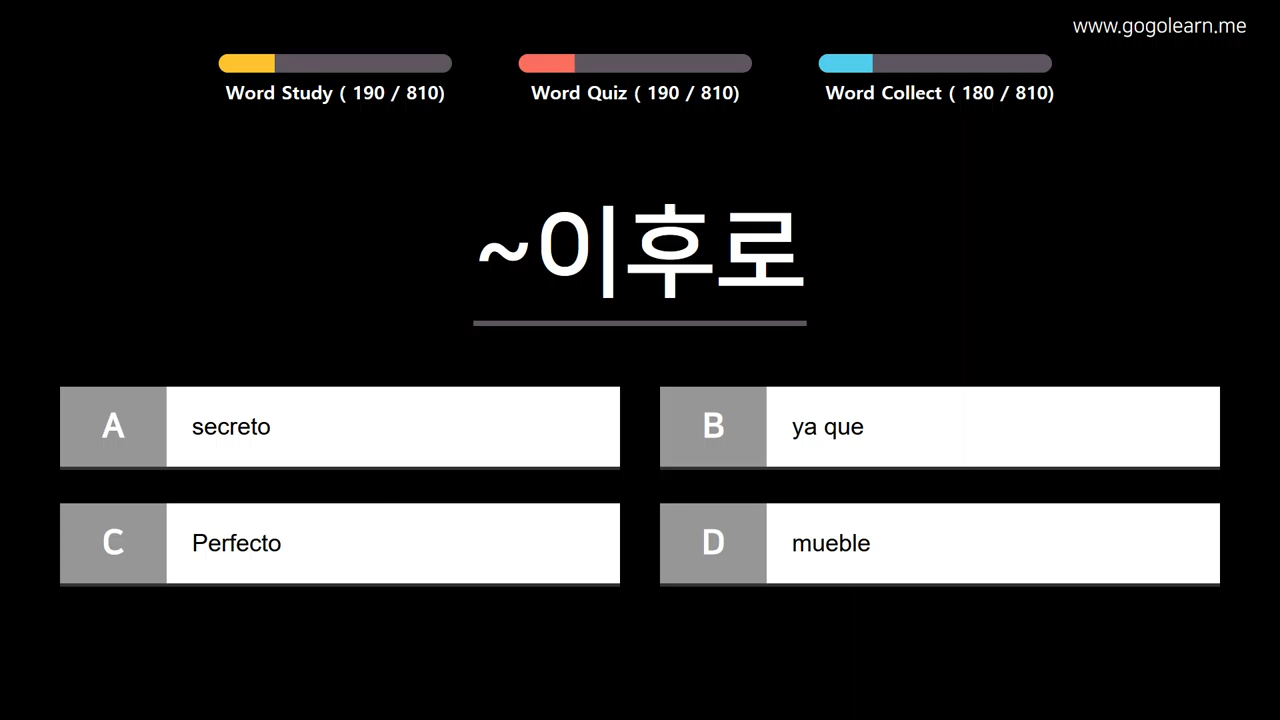 www.gogolearn.me
Word Study ( 190 / 810)
Word Quiz ( 190 / 810)
Word Collect ( 180 / 810)
~이후로
A secreto
B ya que
C Perfecto
D mueble